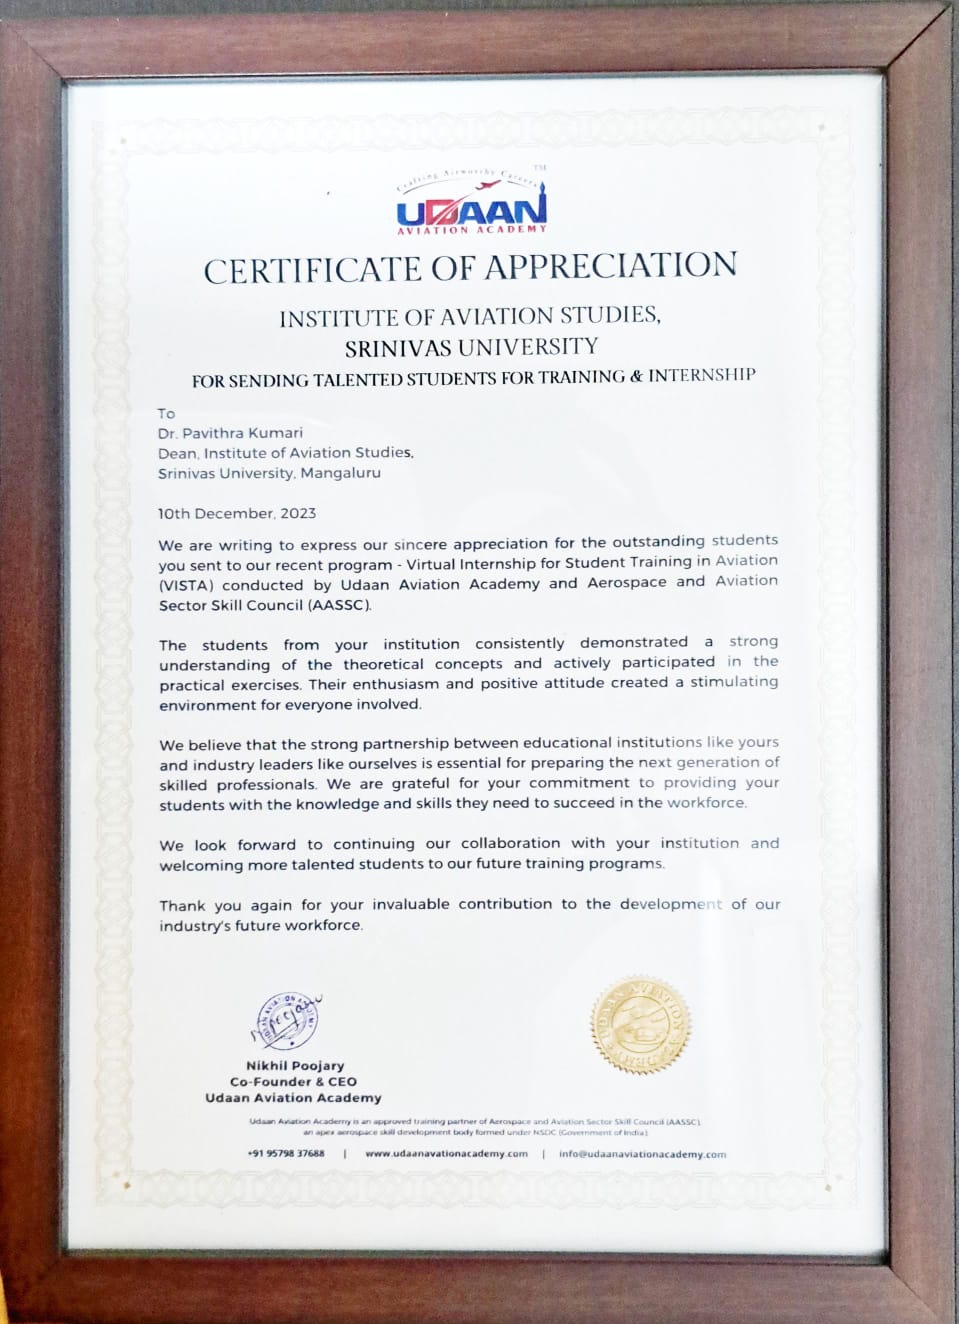 Crafting Airworthy Careers
TM
UDAAN
AVIATION ACADEMY
CERTIFICATE OF APPRECIATION
INSTITUTE OF AVIATION STUDIES,
SRINIVAS UNIVERSITY
FOR SENDING TALENTED STUDENTS FOR TRAINING & INTERNSHIP
To
Dr. Pavithra Kumari
Dean, Institute of Aviation Studies,
Srinivas University, Mangaluru
10th December, 2023
We are writing to express our sincere appreciation for the outstanding students
you sent to our recent program - Virtual Internship for Student Training in Aviation
(VISTA) conducted by Udaan Aviation Academy and Aerospace and Aviation
Sector Skill Council (AASSC).
The students from your institution consistently demonstrated a strong
understanding of the theoretical concepts and actively participated in the
practical exercises. Their enthusiasm and positive attitude created a stimulating
environment for everyone involved.
We believe that the strong partnership between educational institutions like yours
and industry leaders like ourselves is essential for preparing the next generation of
skilled professionals. We are grateful for your commitment to providing your
students with the knowledge and skills they need to succeed in the workforce.
We look forward to continuing our collaboration with your institution and
welcoming more talented students to our future training programs.
Thank you again for your invaluable contribution to the development of our
industry's future workforce.
UDAAN AVIATION ACADEMY
UDAAN AVIATION ACADEMY
Nikhil Poojary
Co-Founder & CEO
Udaan Aviation Academy
Udaan Aviation Academy is an approved training partner of Aerospace and Aviation Sector Skill Council (AASSC),
an apex aerospace skill development body formed under NSDC (Government of India)
+91 95798 37688 | www.udaanavationacademy.com | info@udaanaviationacademy.com